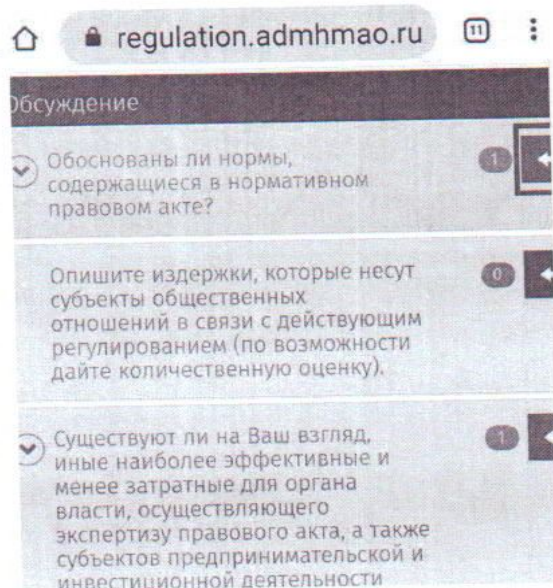 regulation.admhmao.ru 11
Обсуждение
Обоснованы ли нормы, 1
содержащиеся в нормативном
правовом акте?
Опишите издержки, которые несут 0
субъекты общественных
отношений в связи с действующим
регулированием (по возможности
дайте количественную оценку).
Существуют ли на Ваш взгляд, 1
иные наиболее эффективные и
менее затратные для органа
власти, осуществляющего
экспертизу правового акта, а также
субъектов предпринимательской и
инвестиционной деятельности